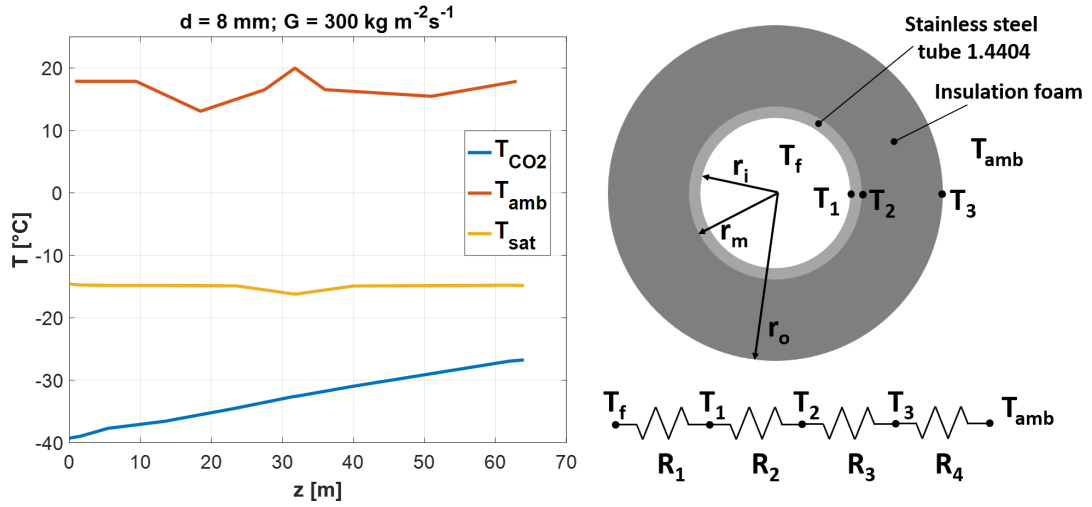 d = 8 mm; G = 300 kg m⁻²s⁻¹
T [°C]
20
10
0
-10
-20
-30
-40
0
10
20
30
40
50
60
70
z [m]
T_CO2
T_amb
T_sat
Stainless steel
tube 1.4404
Insulation foam
T_amb
T_f
r_i
T_1
T_2
T_3
r_m
r_o
T_f
T_1
T_2
T_3
T_amb
R_1
R_2
R_3
R_4